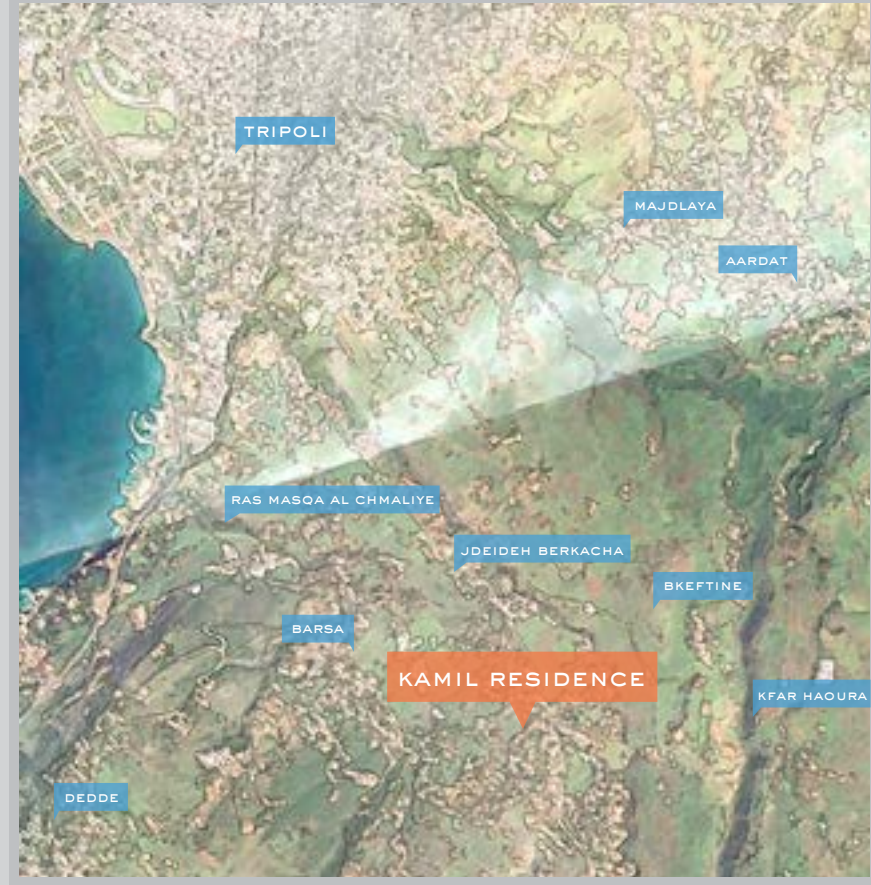 TRIPOLI
MAJDLAYA
AARDAT
RAS MASQA AL CHMALIYE
JDEIDEH BERKACHA
BKEFTINE
BARSA
KAMIL RESIDENCE
KFAR HAOURA
DEDDE